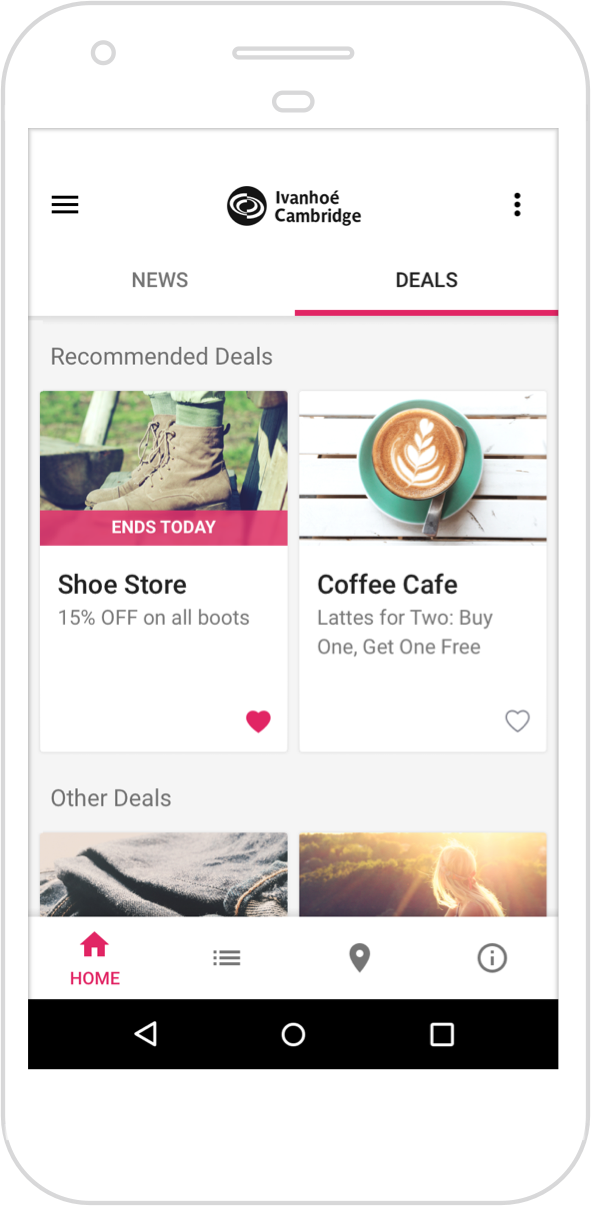 Ivanhoé
Cambridge
NEWS
DEALS
Recommended Deals
ENDS TODAY
Shoe Store
15% OFF on all boots
Coffee Cafe
Lattes for Two: Buy
One, Get One Free
Other Deals
HOME